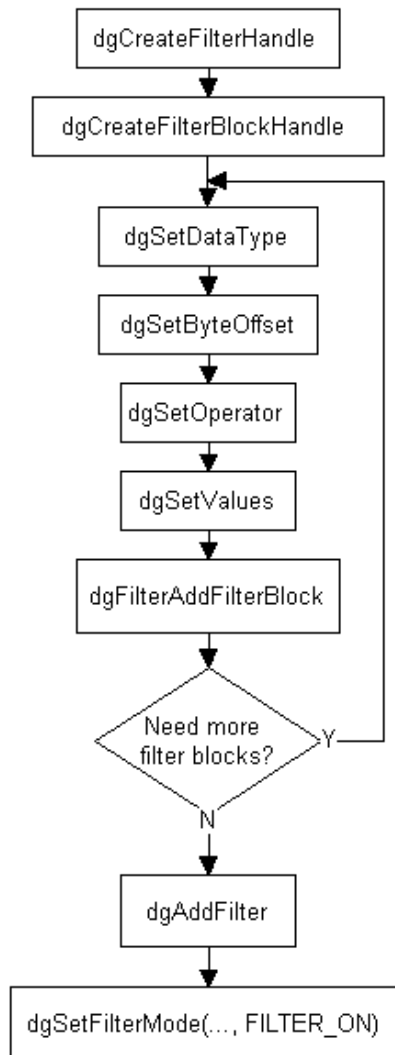 dgCreateFilterHandle
dgCreateFilterBlockHandle
dgSetDataType
dgSetByteOffset
dgSetOperator
dgSetValues
dgFilterAddFilterBlock
Need more
filter blocks?
Y
N
dgAddFilter
dgSetFilterMode(..., FILTER_ON)